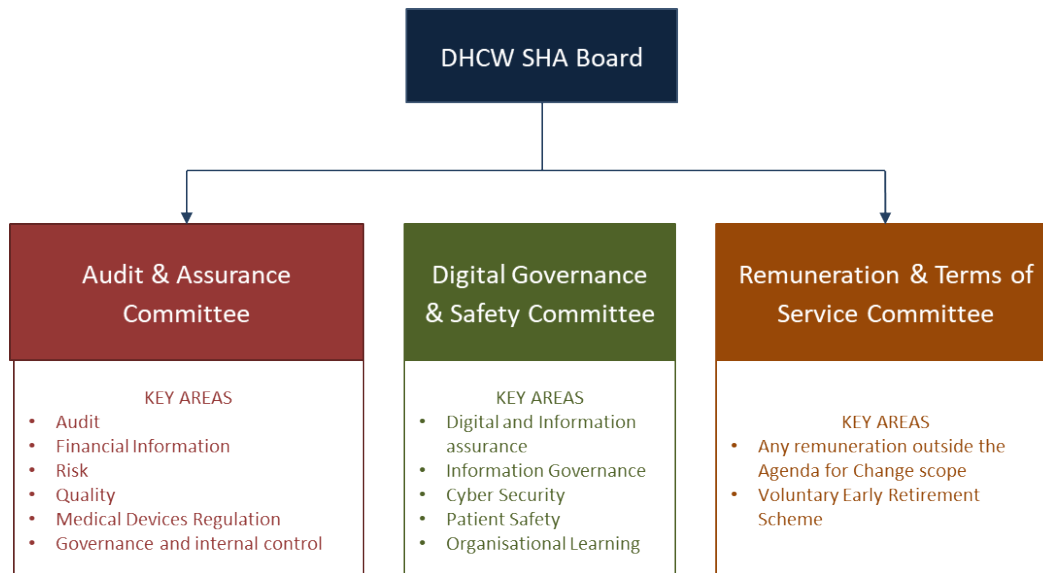 DHCW SHA Board
Audit & Assurance
Committee
KEY AREAS
• Audit
• Financial Information
• Risk
• Quality
• Medical Devices Regulation
• Governance and internal control
Digital Governance
& Safety Committee
KEY AREAS
• Digital and Information
assurance
• Information Governance
• Cyber Security
• Patient Safety
• Organisational Learning
Remuneration & Terms of
Service Committee
KEY AREAS
• Any remuneration outside the
Agenda for Change scope
• Voluntary Early Retirement
Scheme